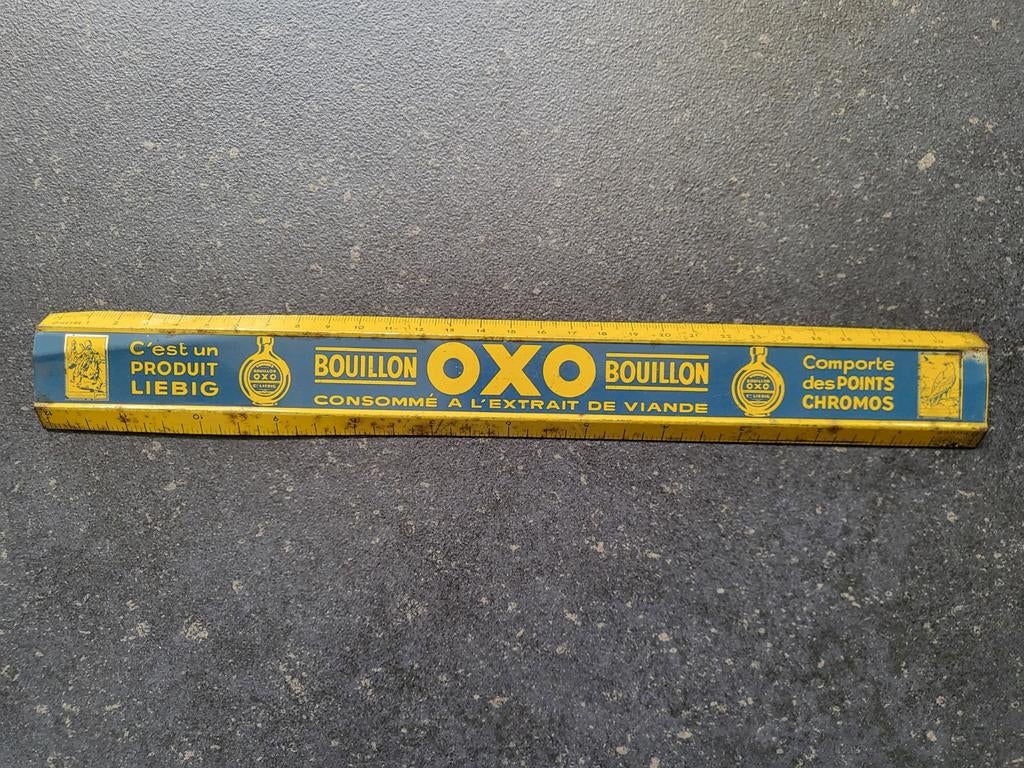 C'est un
PRODUIT
LIEBIG
BOUILLON
OXO
Cie LIEBIG
BOUILLON OXO BOUILLON
CONSOMMÉ A L'EXTRAIT DE VIANDE
BOUILLON
OXO
Cie LIEBIG
Comporte
des POINTS
CHROMOS